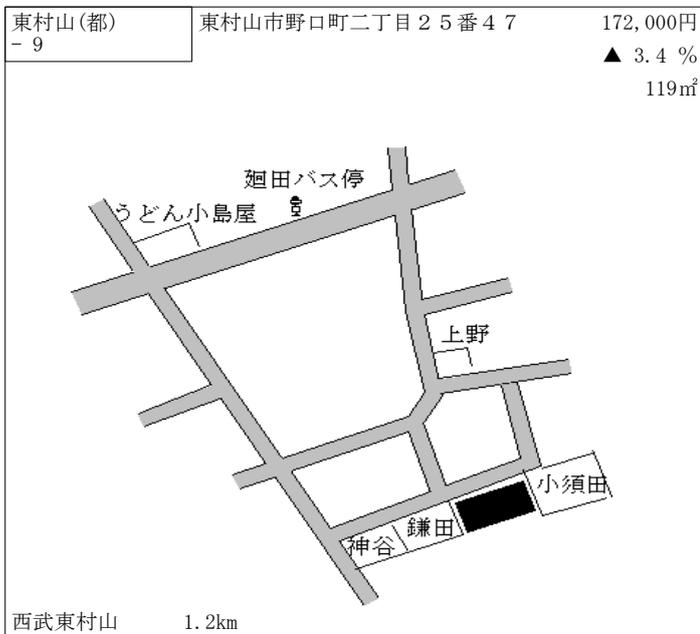 東村山(都)
－ 9
東村山市野口町二丁目２５番４７
172,000円
▲ 3.4 %
119㎡
廻田バス停
うどん小島屋
上野
小須田
鎌田
神谷
西武東村山 1.2km